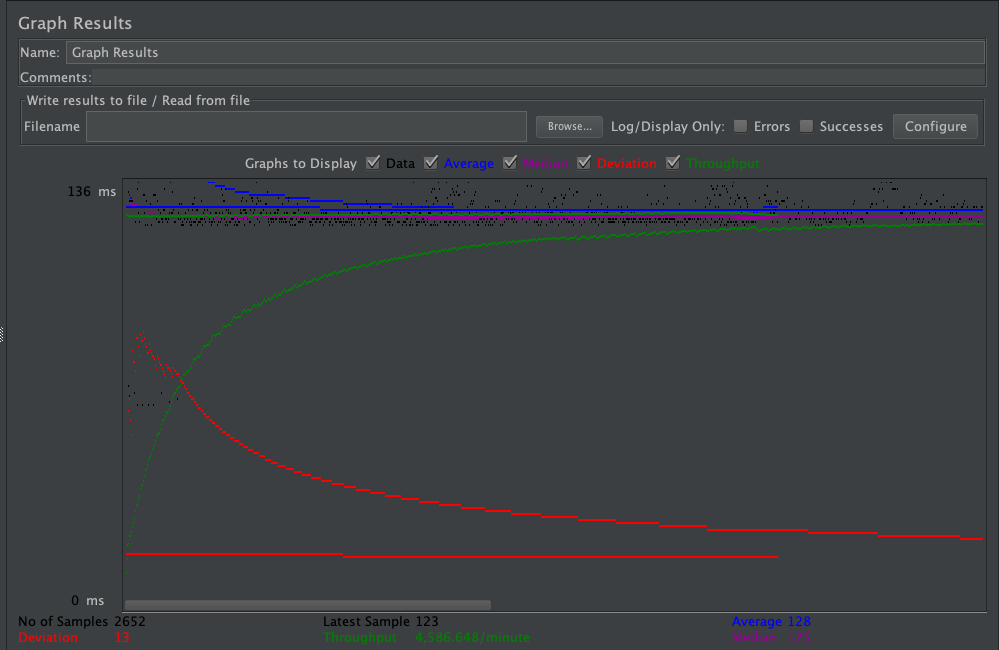 Graph Results
Name: Graph Results
Comments:
Write results to file / Read from file
Filename Browse... Log/Display Only: Errors Successes Configure
Graphs to Display Data Average Median Deviation Throughput
136 ms
0 ms
No of Samples 2652 Latest Sample 123 Average 128
Deviation 13 Throughput 4,586.648/minute Median